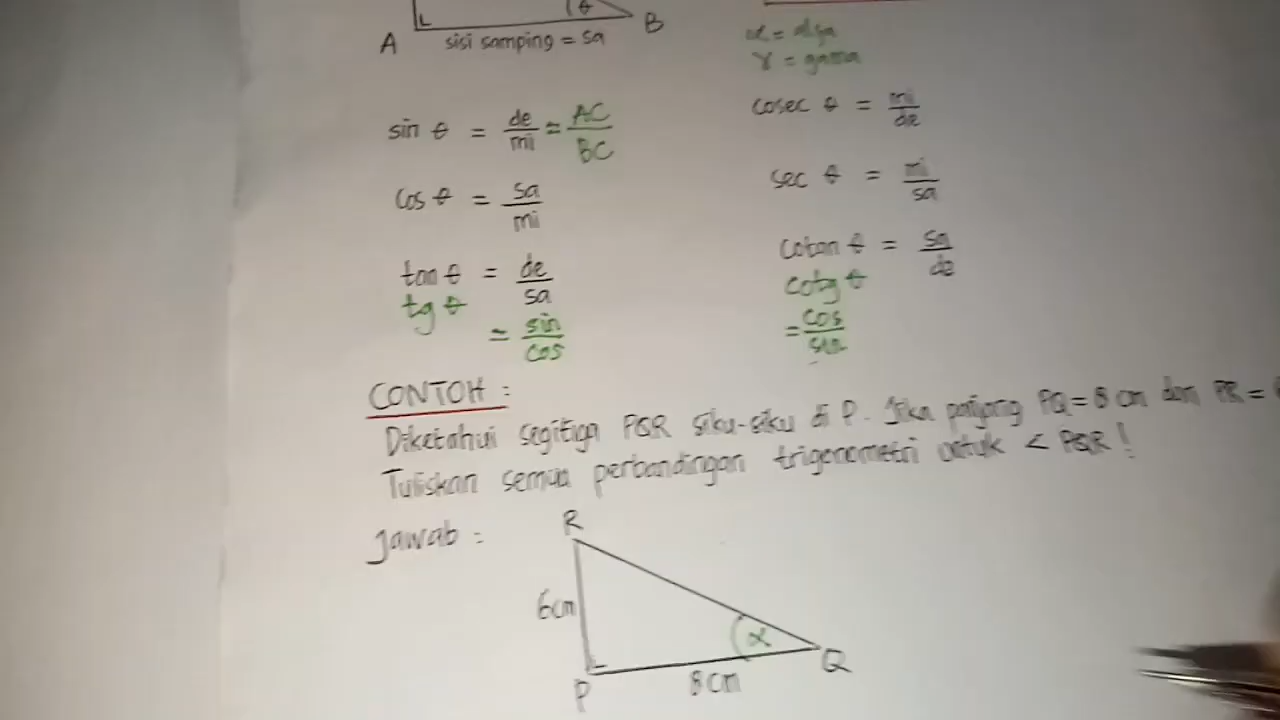 θ
A sisi samping = sa B
α = alfa
γ = gama
sin θ = de/mi = AC/BC
cosec θ = mi/de
cos θ = sa/mi
sec θ = mi/sa
tan θ = de/sa
cotan θ = sa/de
tg θ
cotg θ
= sin/cos
= cos/sin
CONTOH :
Diketahui segitiga PQR siku-siku di P. Jika panjang PQ = 8 cm dan PR =
Tuliskan semua perbandingan trigonometri untuk < PQR !
Jawab :
R
6cm
α
P 8cm Q